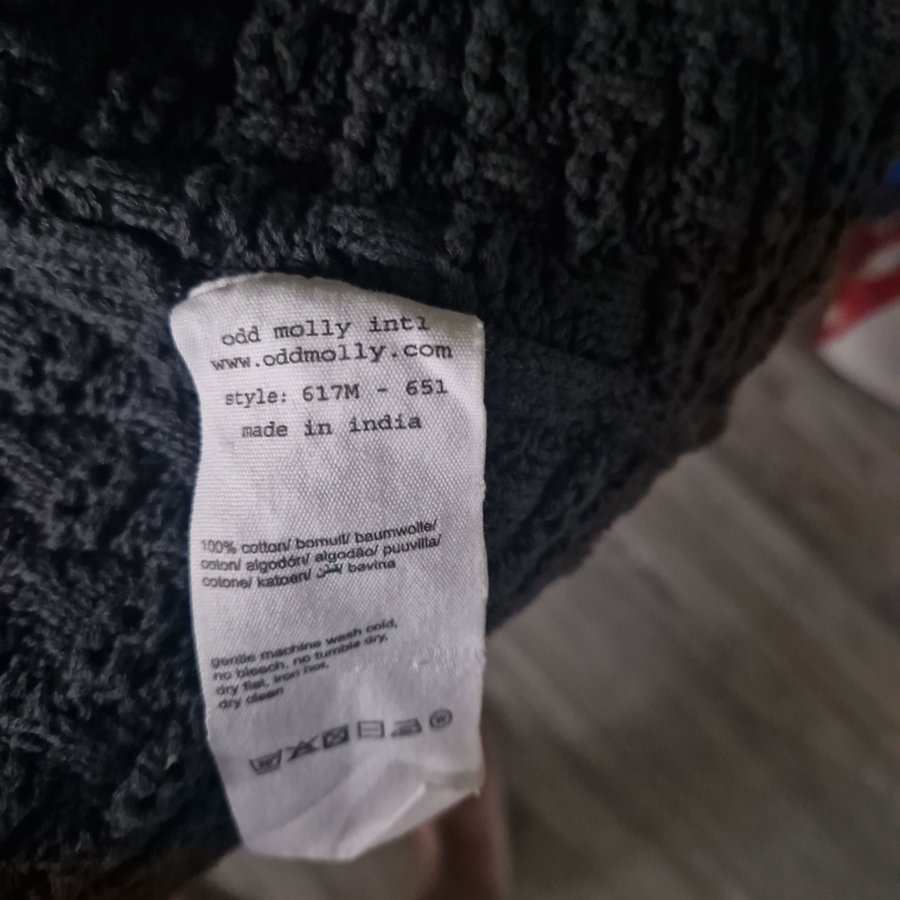 odd molly intl
www.oddmolly.com
style: 617M - 651
made in india
100% cotton/ bomull/ baumwolle/
coton/ algodón/ algodão/ puuvilla/
cotone/ katoen/ قطن/ bavlna
gentle machine wash cold,
no bleach, no tumble dry,
dry flat, iron hot,
dry clean